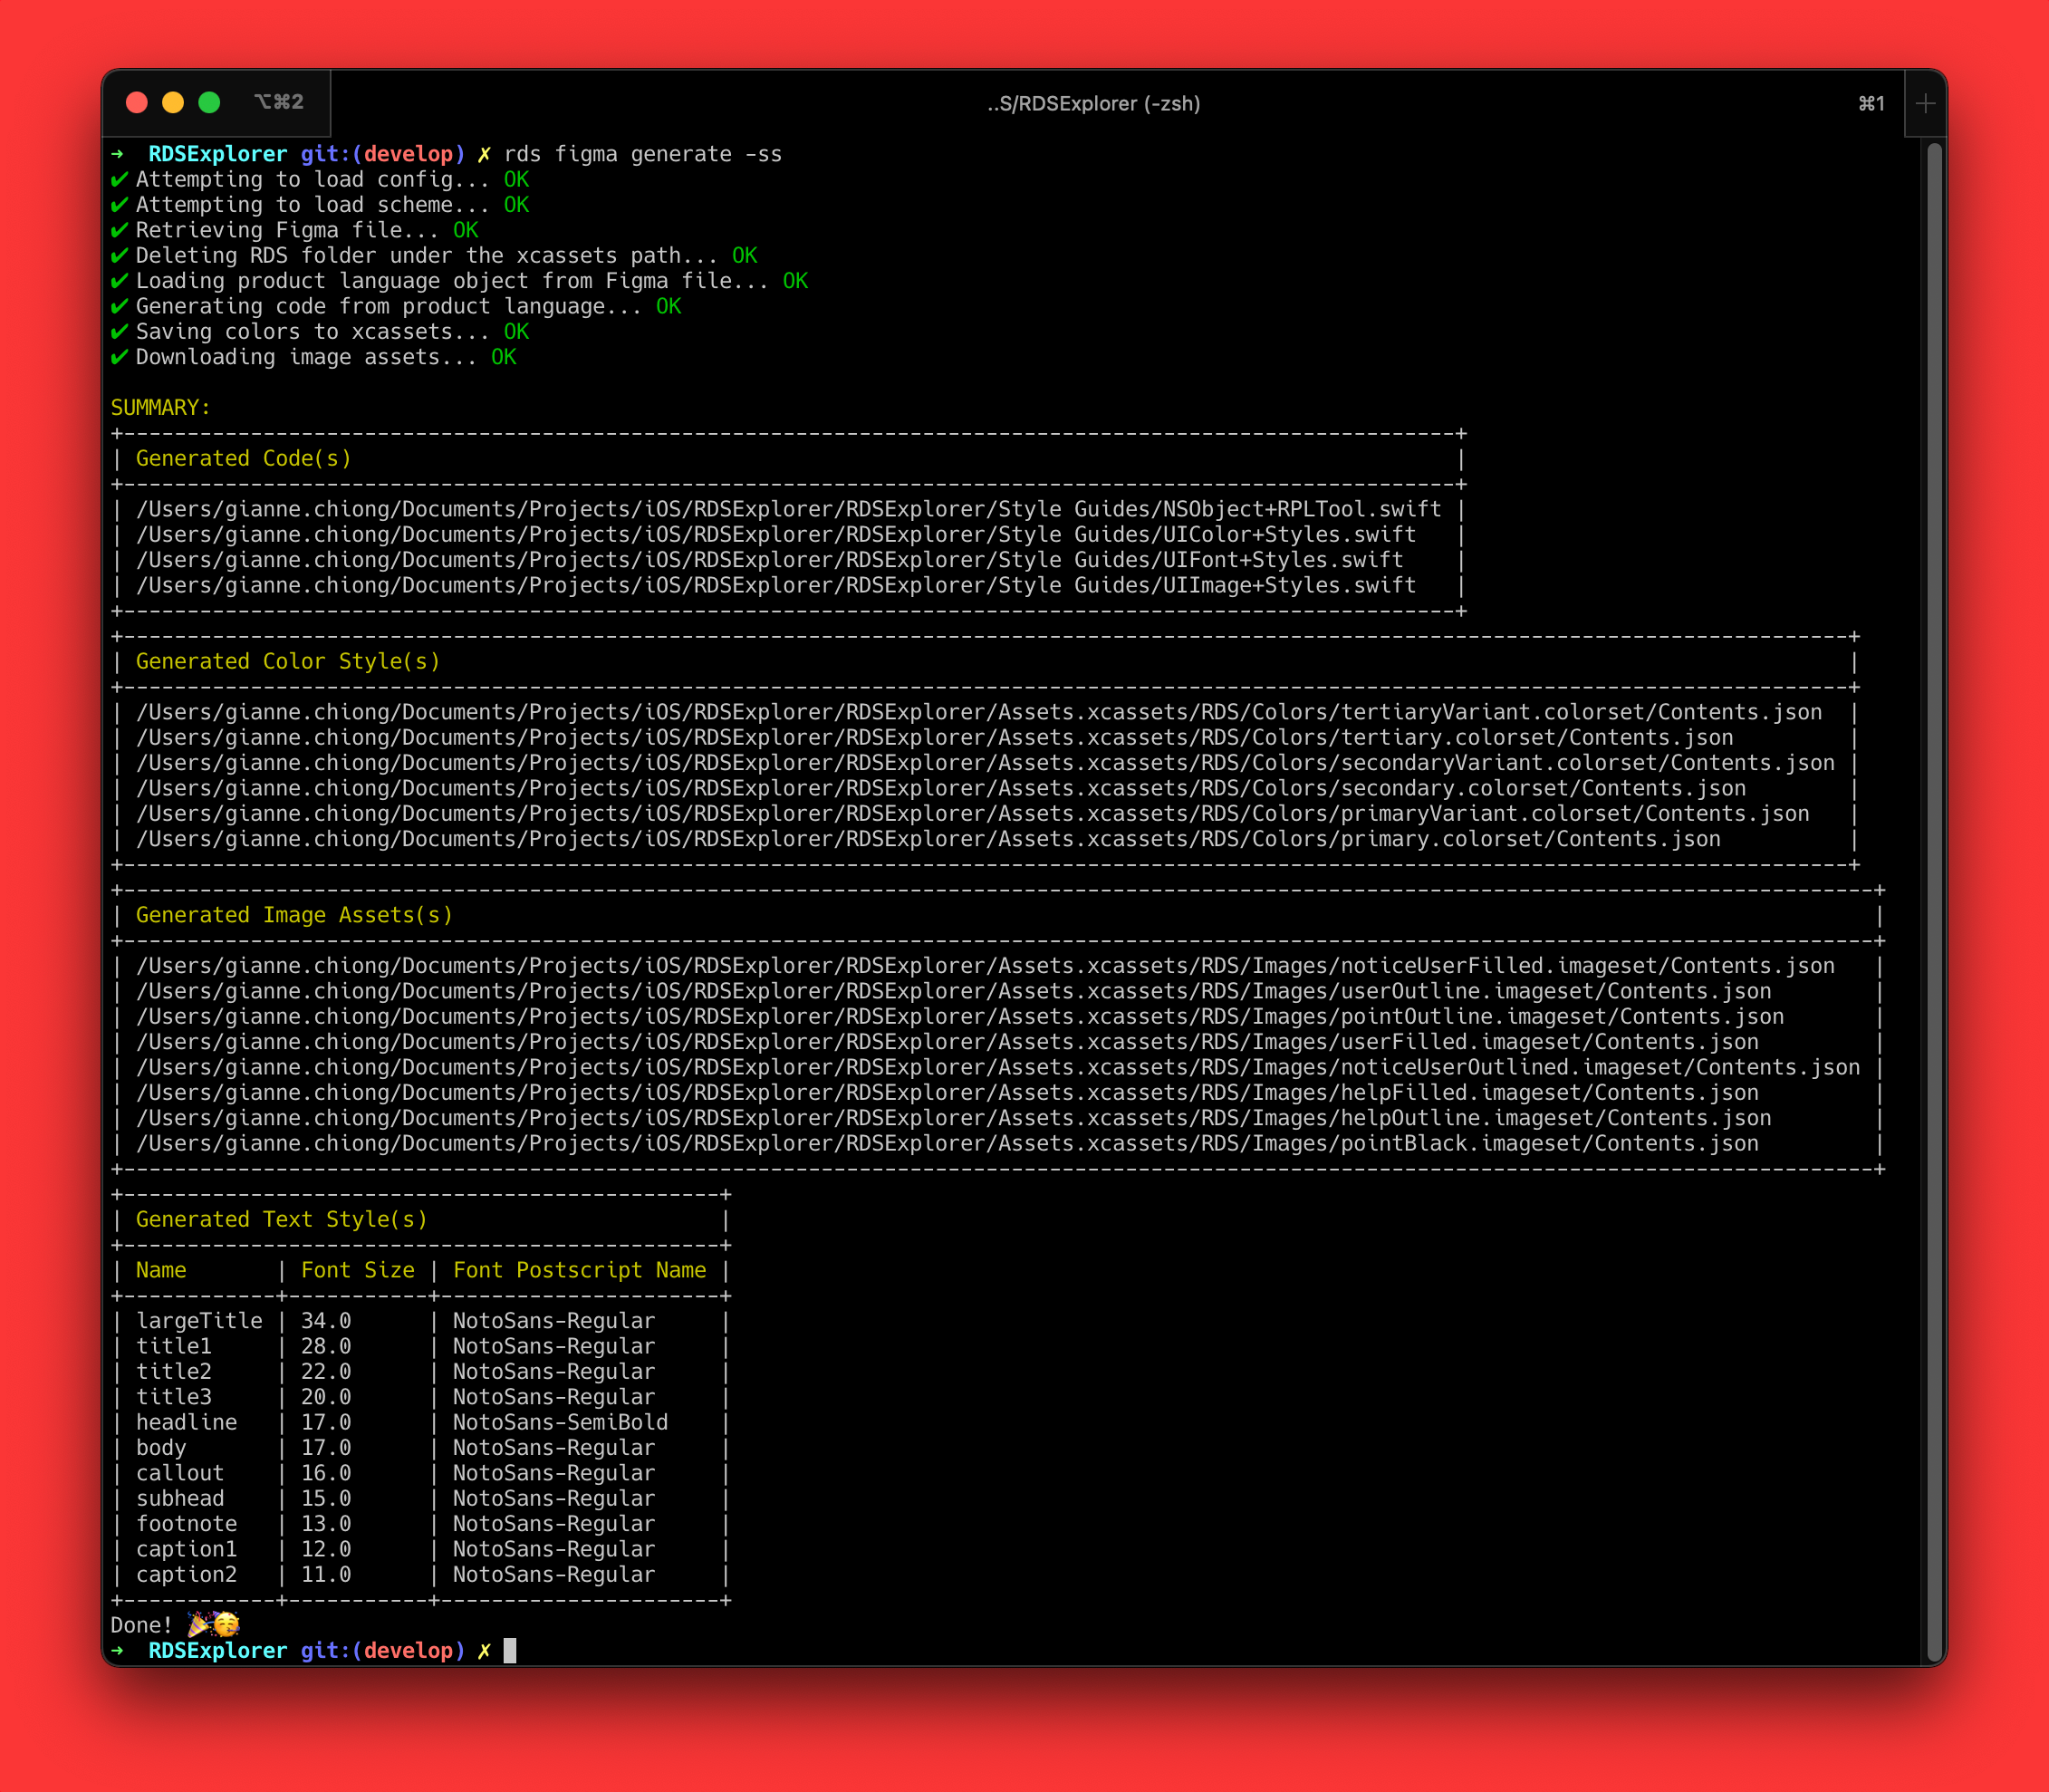 ⌥⌘2 ..S/RDSExplorer (-zsh) ⌘1
➜  RDSExplorer git:(develop) ✗ rds figma generate -ss
✔ Attempting to load config... OK
✔ Attempting to load scheme... OK
✔ Retrieving Figma file... OK
✔ Deleting RDS folder under the xcassets path... OK
✔ Loading product language object from Figma file... OK
✔ Generating code from product language... OK
✔ Saving colors to xcassets... OK
✔ Downloading image assets... OK
SUMMARY:
| Generated Code(s) |
| /Users/gianne.chiong/Documents/Projects/iOS/RDSExplorer/RDSExplorer/Style Guides/NSObject+RPLTool.swift |
| /Users/gianne.chiong/Documents/Projects/iOS/RDSExplorer/RDSExplorer/Style Guides/UIColor+Styles.swift |
| /Users/gianne.chiong/Documents/Projects/iOS/RDSExplorer/RDSExplorer/Style Guides/UIFont+Styles.swift |
| /Users/gianne.chiong/Documents/Projects/iOS/RDSExplorer/RDSExplorer/Style Guides/UIImage+Styles.swift |
| Generated Color Style(s) |
| /Users/gianne.chiong/Documents/Projects/iOS/RDSExplorer/RDSExplorer/Assets.xcassets/RDS/Colors/tertiaryVariant.colorset/Contents.json |
| /Users/gianne.chiong/Documents/Projects/iOS/RDSExplorer/RDSExplorer/Assets.xcassets/RDS/Colors/tertiary.colorset/Contents.json |
| /Users/gianne.chiong/Documents/Projects/iOS/RDSExplorer/RDSExplorer/Assets.xcassets/RDS/Colors/secondaryVariant.colorset/Contents.json |
| /Users/gianne.chiong/Documents/Projects/iOS/RDSExplorer/RDSExplorer/Assets.xcassets/RDS/Colors/secondary.colorset/Contents.json |
| /Users/gianne.chiong/Documents/Projects/iOS/RDSExplorer/RDSExplorer/Assets.xcassets/RDS/Colors/primaryVariant.colorset/Contents.json |
| /Users/gianne.chiong/Documents/Projects/iOS/RDSExplorer/RDSExplorer/Assets.xcassets/RDS/Colors/primary.colorset/Contents.json |
| Generated Image Assets(s) |
| /Users/gianne.chiong/Documents/Projects/iOS/RDSExplorer/RDSExplorer/Assets.xcassets/RDS/Images/noticeUserFilled.imageset/Contents.json |
| /Users/gianne.chiong/Documents/Projects/iOS/RDSExplorer/RDSExplorer/Assets.xcassets/RDS/Images/userOutline.imageset/Contents.json |
| /Users/gianne.chiong/Documents/Projects/iOS/RDSExplorer/RDSExplorer/Assets.xcassets/RDS/Images/pointOutline.imageset/Contents.json |
| /Users/gianne.chiong/Documents/Projects/iOS/RDSExplorer/RDSExplorer/Assets.xcassets/RDS/Images/userFilled.imageset/Contents.json |
| /Users/gianne.chiong/Documents/Projects/iOS/RDSExplorer/RDSExplorer/Assets.xcassets/RDS/Images/noticeUserOutlined.imageset/Contents.json |
| /Users/gianne.chiong/Documents/Projects/iOS/RDSExplorer/RDSExplorer/Assets.xcassets/RDS/Images/helpFilled.imageset/Contents.json |
| /Users/gianne.chiong/Documents/Projects/iOS/RDSExplorer/RDSExplorer/Assets.xcassets/RDS/Images/helpOutline.imageset/Contents.json |
| /Users/gianne.chiong/Documents/Projects/iOS/RDSExplorer/RDSExplorer/Assets.xcassets/RDS/Images/pointBlack.imageset/Contents.json |
| Generated Text Style(s) |
| Name | Font Size | Font Postscript Name |
| largeTitle | 34.0 | NotoSans-Regular |
| title1 | 28.0 | NotoSans-Regular |
| title2 | 22.0 | NotoSans-Regular |
| title3 | 20.0 | NotoSans-Regular |
| headline | 17.0 | NotoSans-SemiBold |
| body | 17.0 | NotoSans-Regular |
| callout | 16.0 | NotoSans-Regular |
| subhead | 15.0 | NotoSans-Regular |
| footnote | 13.0 | NotoSans-Regular |
| caption1 | 12.0 | NotoSans-Regular |
| caption2 | 11.0 | NotoSans-Regular |
Done! 🎉🥳
➜  RDSExplorer git:(develop) ✗